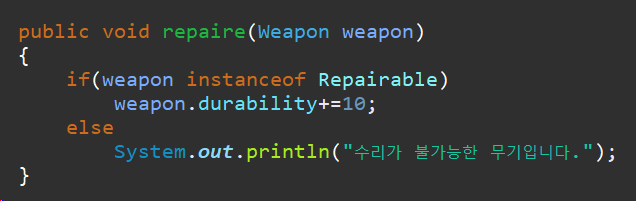 public void repaire(Weapon weapon)
{
    if(weapon instanceof Repairable)
        weapon.durability+=10;
    else
        System.out.println("수리가 불가능한 무기입니다.");
}